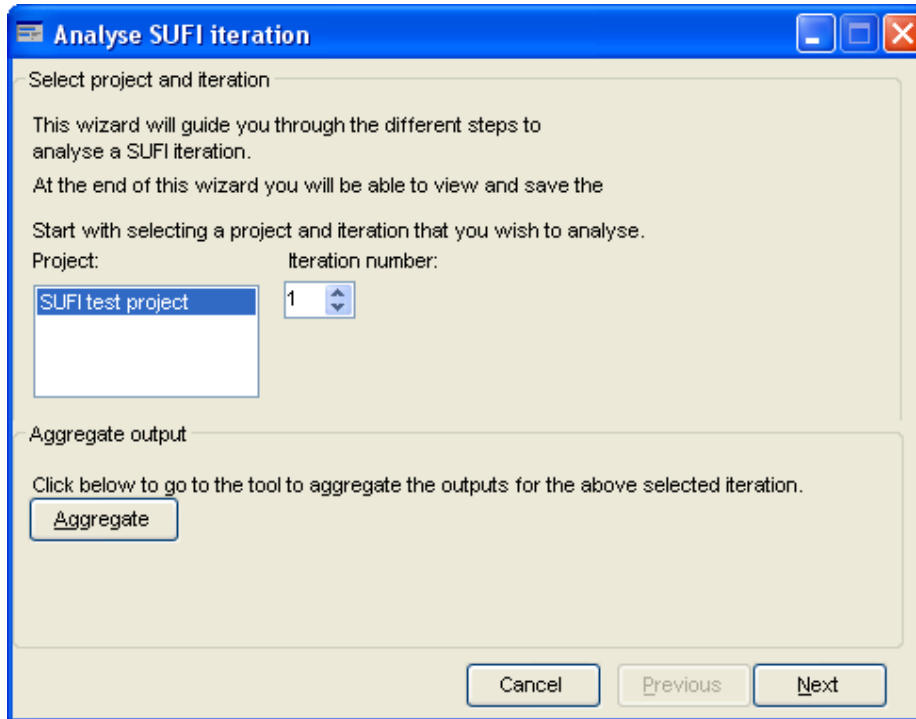 Analyse SUFI iteration
Select project and iteration
This wizard will guide you through the different steps to
analyse a SUFI iteration.
At the end of this wizard you will be able to view and save the
Start with selecting a project and iteration that you wish to analyse.
Project: Iteration number:
SUFI test project 1
Aggregate output
Click below to go to the tool to aggregate the outputs for the above selected iteration.
Aggregate
Cancel Previous Next